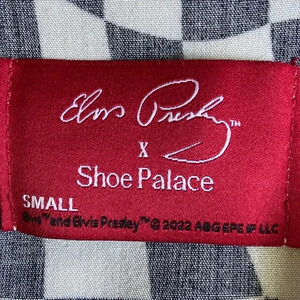 Elvis Presley™
X
Shoe Palace
SMALL
Elvis™ and Elvis Presley™ © 2022 ABG EPE IP LLC